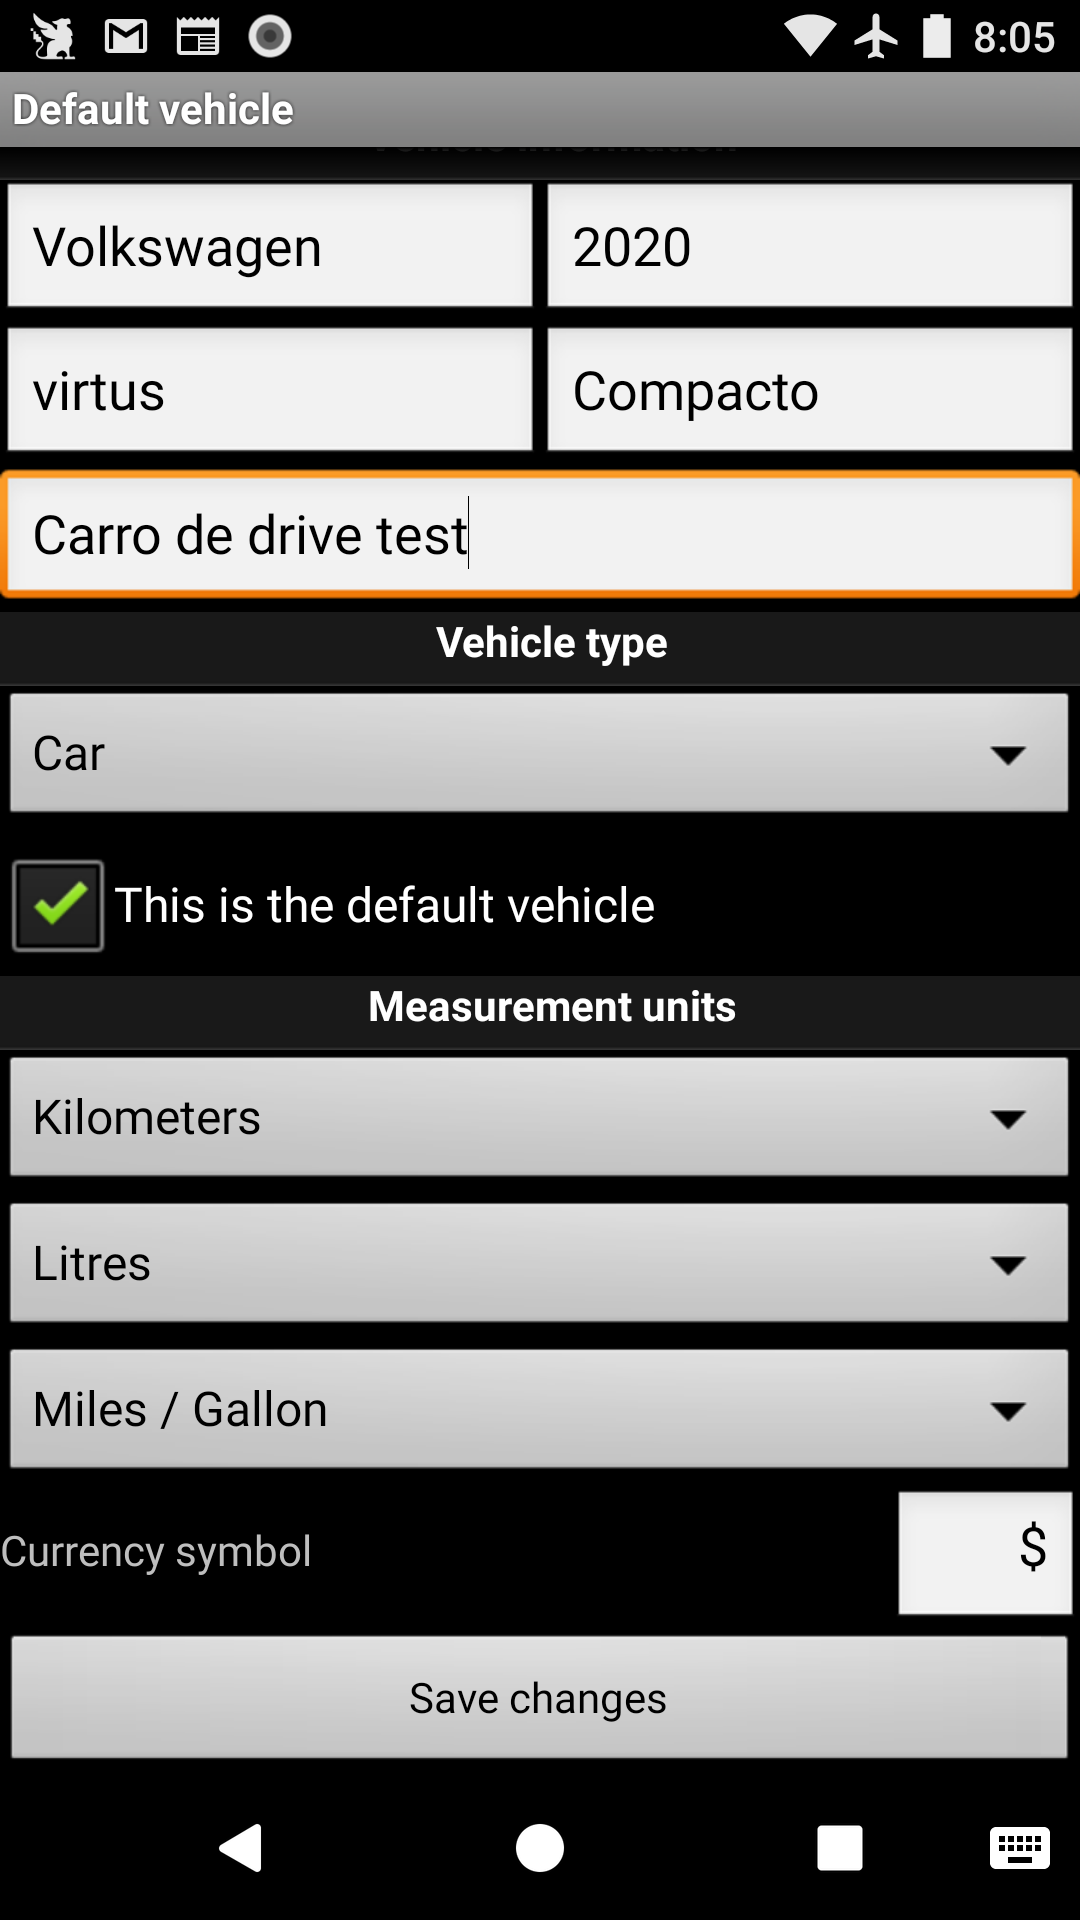 8:05
Default vehicle
Volkswagen 2020
virtus Compacto
Carro de drive test
Vehicle type
Car
This is the default vehicle
Measurement units
Kilometers
Litres
Miles / Gallon
Currency symbol $
Save changes